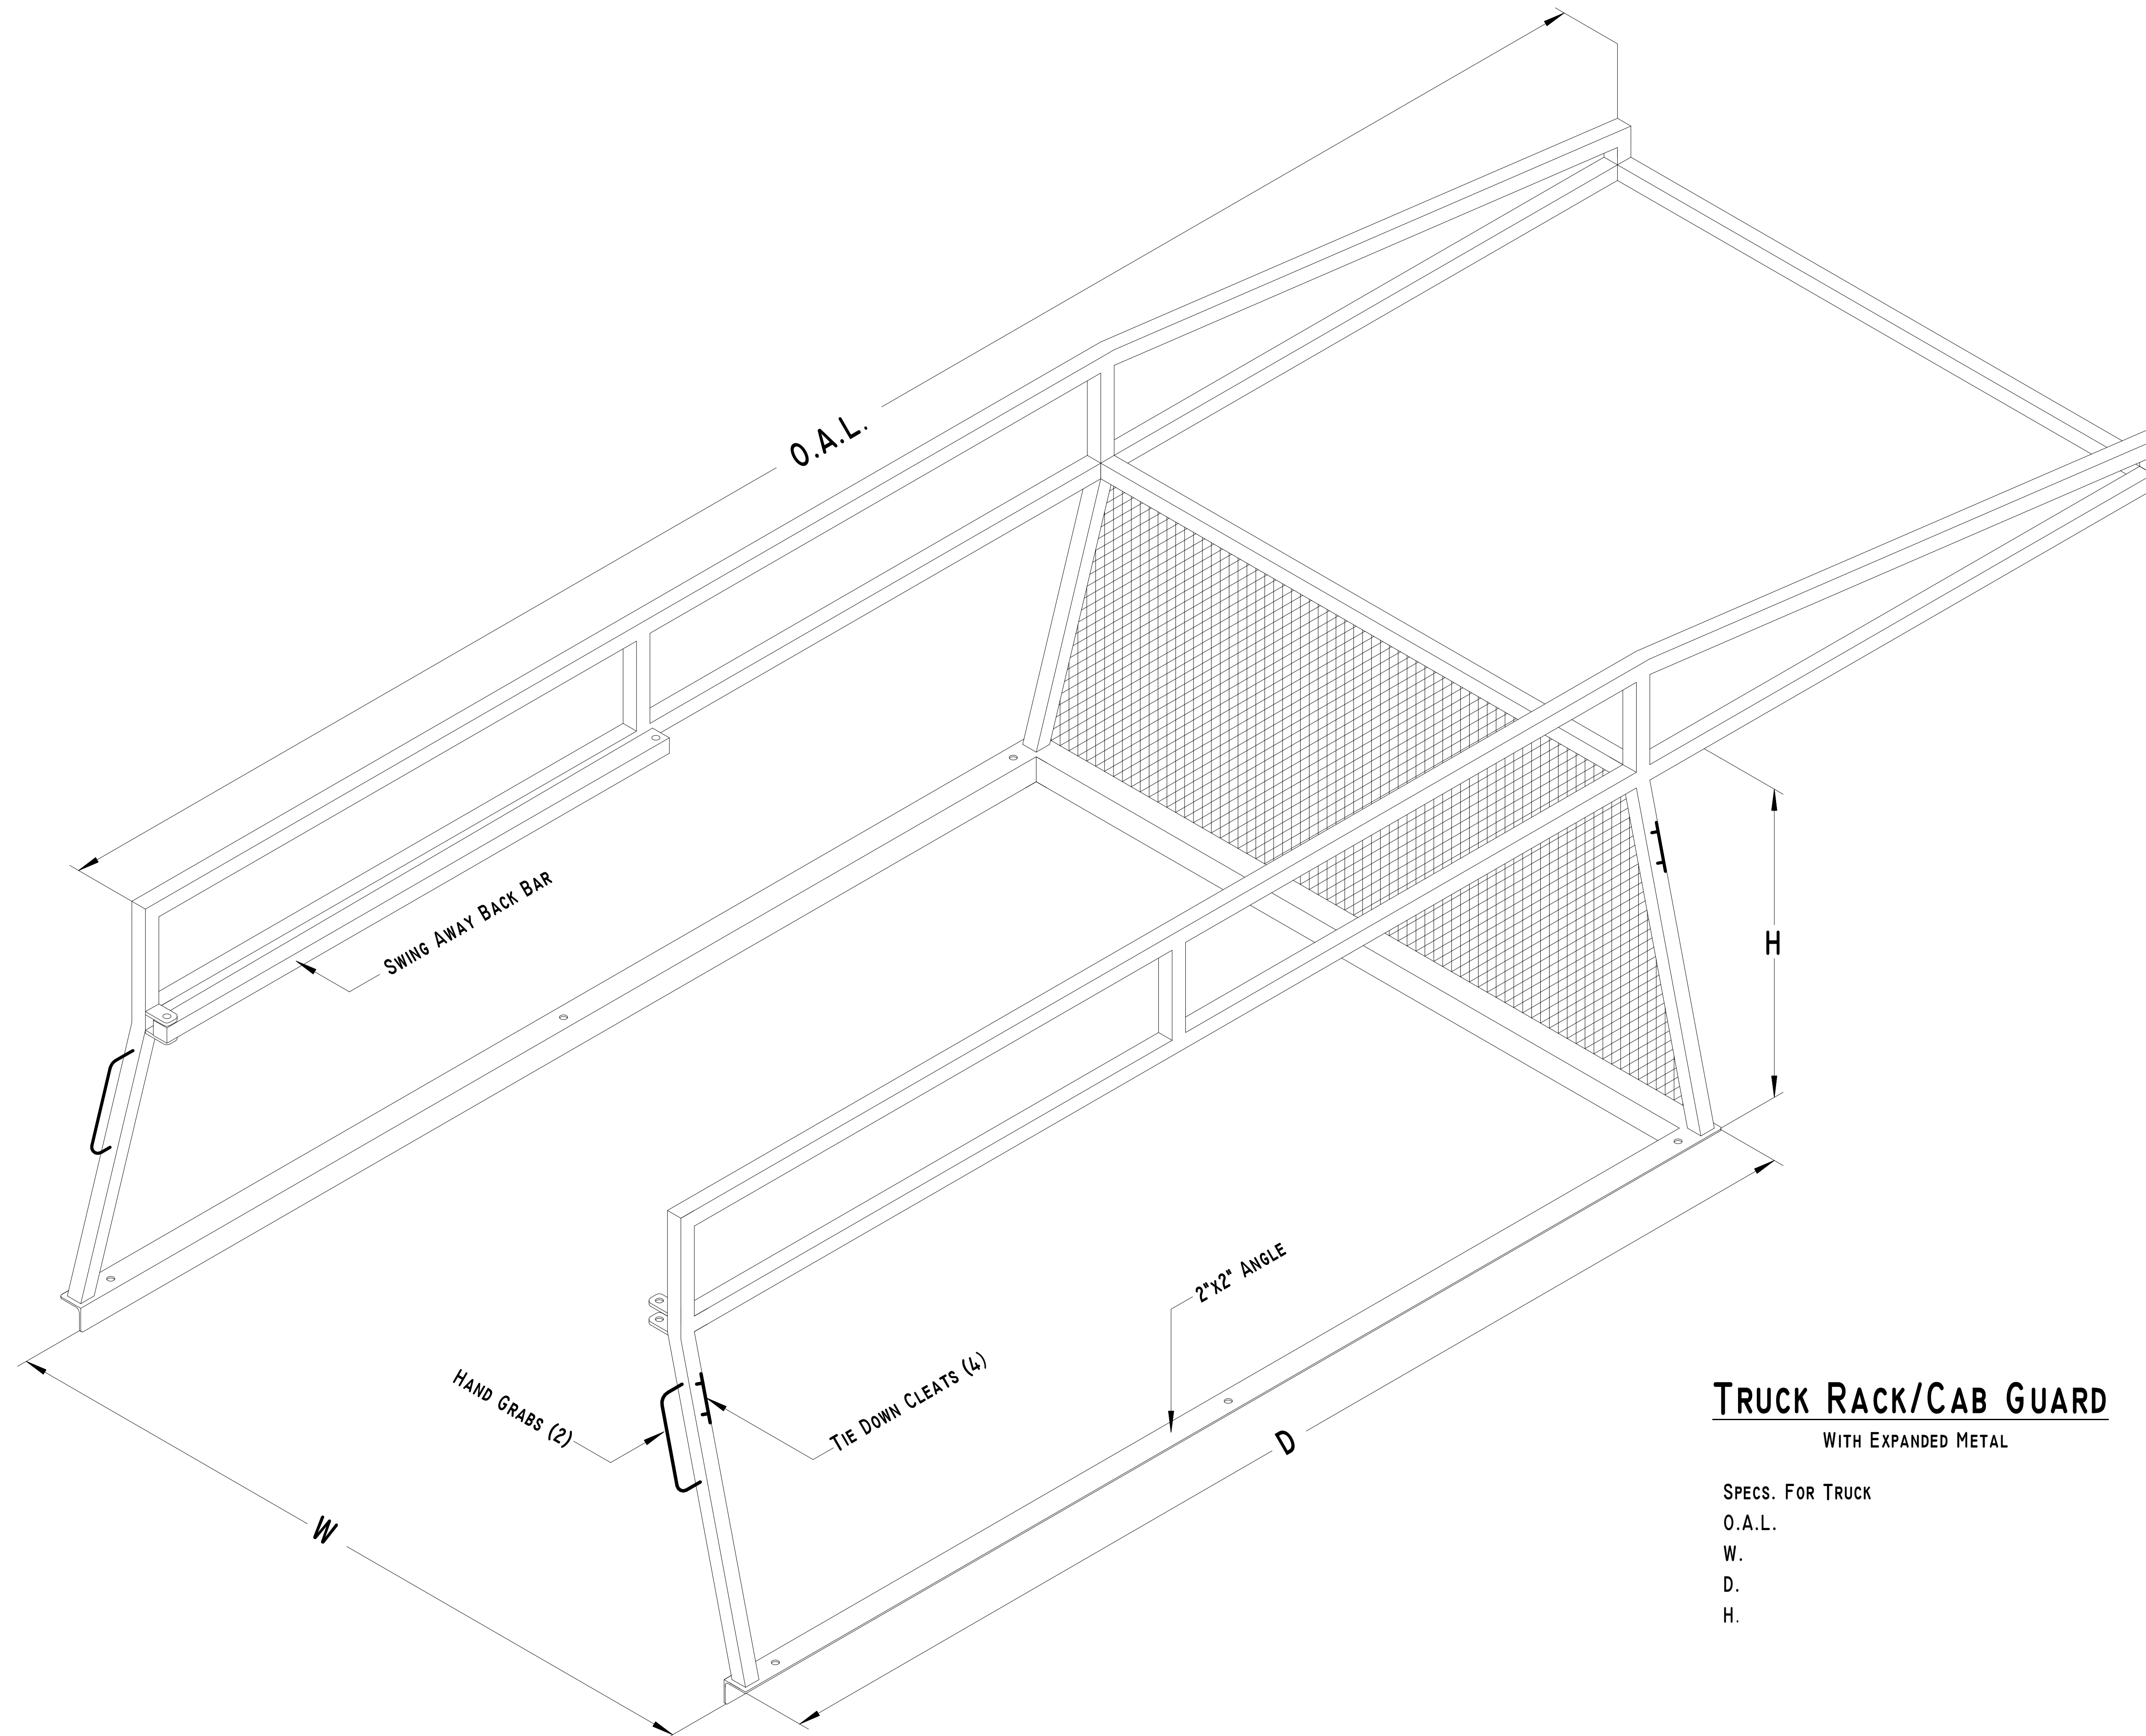 O.A.L.
Swing Away Back Bar
H
2"x2" Angle
Hand Grabs (2)
Tie Down Cleats (4)
D
W
Truck Rack/Cab Guard
With Expanded Metal
Specs. For Truck
O.A.L.
W.
D.
H.